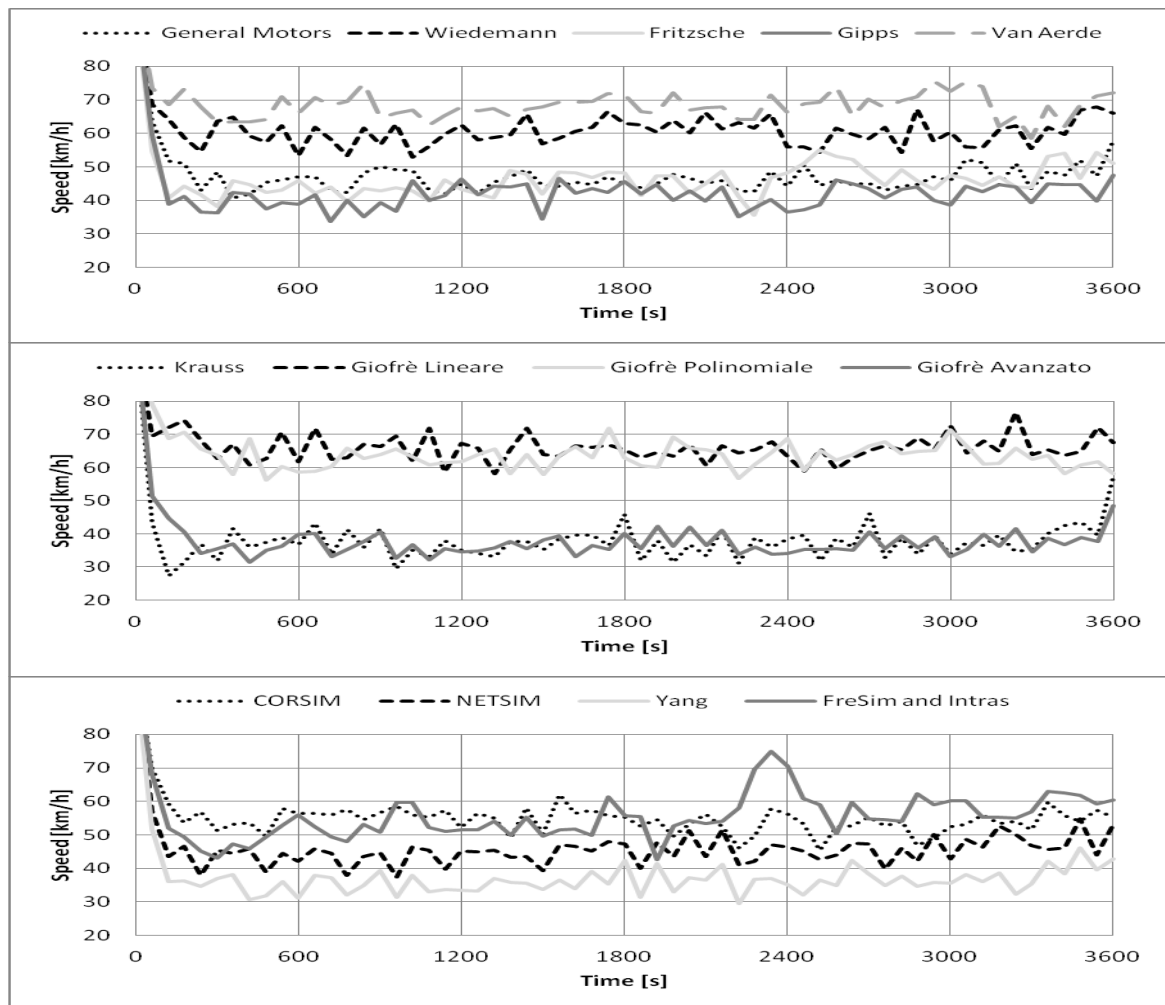 General Motors Wiedemann Fritzsche Gipps Van Aerde
80
70
60
50
40
30
20
Speed [km/h]
0 600 1200 1800 2400 3000 3600
Time [s]
Krauss Giofrè Lineare Giofrè Polinomiale Giofrè Avanzato
80
70
60
50
40
30
20
Speed [km/h]
0 600 1200 1800 2400 3000 3600
Time [s]
CORSIM NETSIM Yang FreSim and Intras
80
70
60
50
40
30
20
Speed [km/h]
0 600 1200 1800 2400 3000 3600
Time [s]